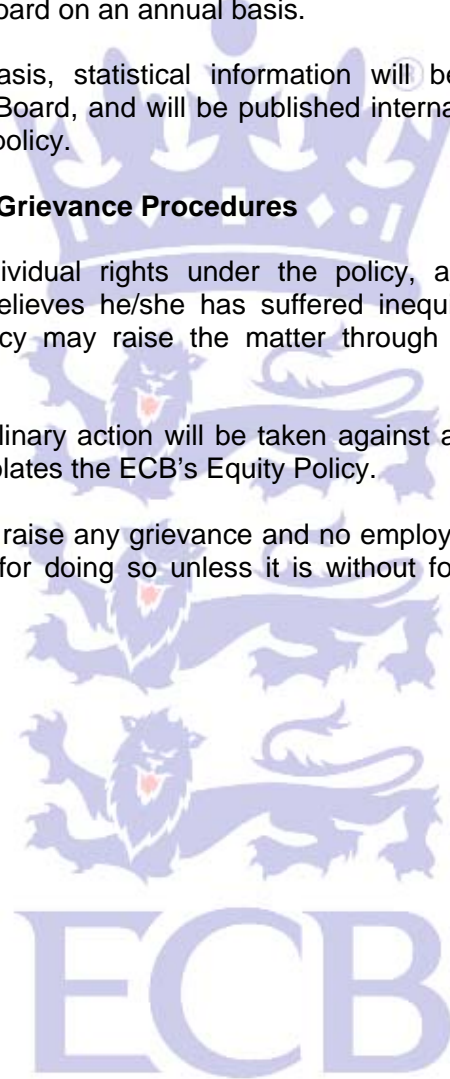 oard on an annual basis.
asis, statistical information will be
Board, and will be published interna
policy.
Grievance Procedures
ividual rights under the policy, a
elieves he/she has suffered inequi
cy may raise the matter through
linary action will be taken against a
olates the ECB's Equity Policy.
raise any grievance and no employ
for doing so unless it is without fo
ECB